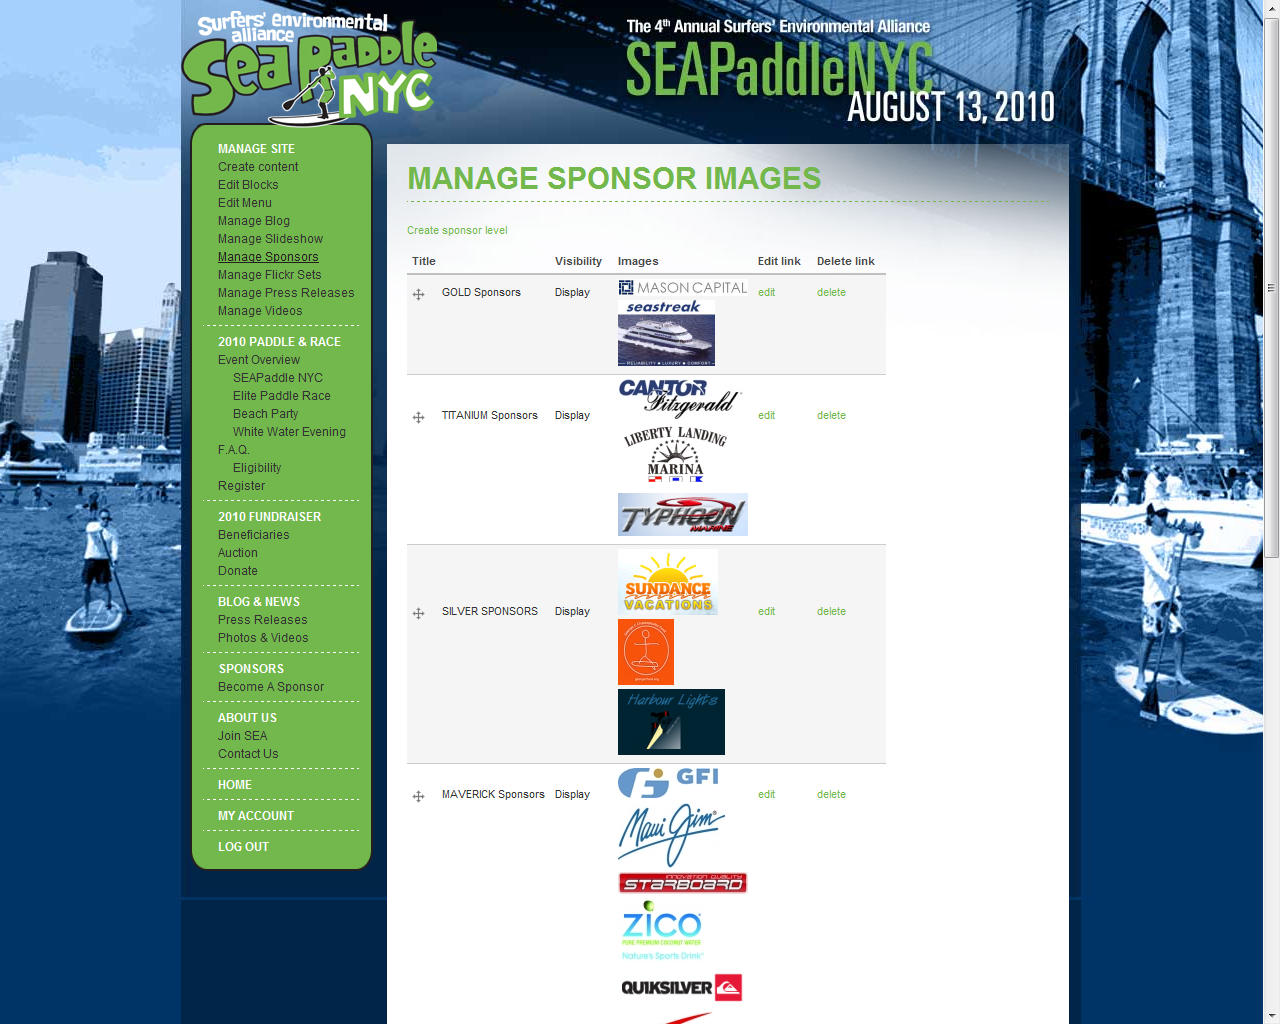 Surfers' environmental
alliance
Sea Paddle
NYC
The 4th Annual Surfers' Environmental Alliance
SEAPaddleNYC
AUGUST 13, 2010
MANAGE SITE
Create content
Edit Blocks
Edit Menu
Manage Blog
Manage Slideshow
Manage Sponsors
Manage Flickr Sets
Manage Press Releases
Manage Videos
2010 PADDLE & RACE
Event Overview
SEAPaddle NYC
Elite Paddle Race
Beach Party
White Water Evening
F.A.Q.
Eligibility
Register
2010 FUNDRAISER
Beneficiaries
Auction
Donate
BLOG & NEWS
Press Releases
Photos & Videos
SPONSORS
Become A Sponsor
ABOUT US
Join SEA
Contact Us
HOME
MY ACCOUNT
LOG OUT
MANAGE SPONSOR IMAGES
Create sponsor level
Title Visibility Images Edit link Delete link
GOLD Sponsors Display MASON CAPITAL edit delete
seastreak
RELIABILITY • LUXURY • COMFORT
TITANIUM Sponsors Display CANTOR Fitzgerald edit delete
LIBERTY LANDING
MARINA
TYPHOON
MARINE
SILVER SPONSORS Display SUNDANCE VACATIONS edit delete
Harbour Lights
MAVERICK Sponsors Display GFI edit delete
Maui Jim
INNOVATION QUALITY
STARBOARD
ZICO
PURE PREMIUM COCONUT WATER
Nature's Sports Drink
QUIKSILVER